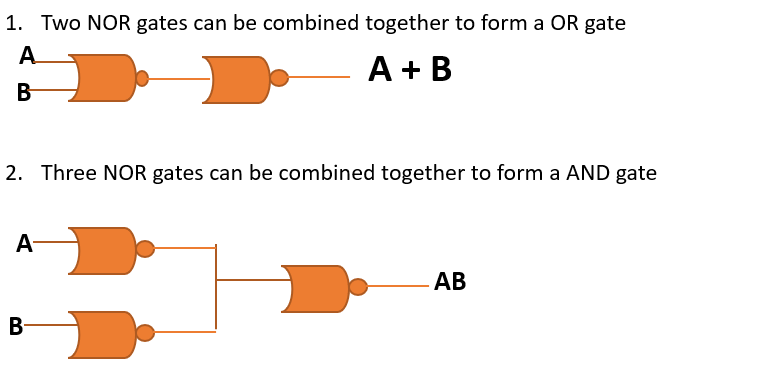 1. Two NOR gates can be combined together to form a OR gate
A
B
A + B
2. Three NOR gates can be combined together to form a AND gate
A
B
AB